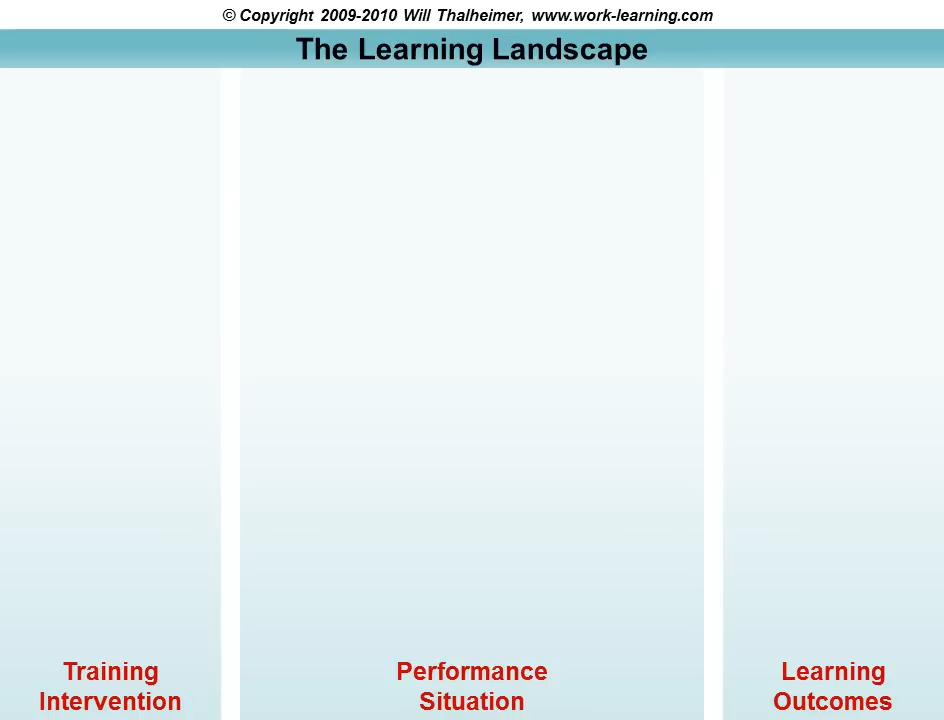 © Copyright 2009-2010 Will Thalheimer, www.work-learning.com
The Learning Landscape
Training
Intervention
Performance
Situation
Learning
Outcomes